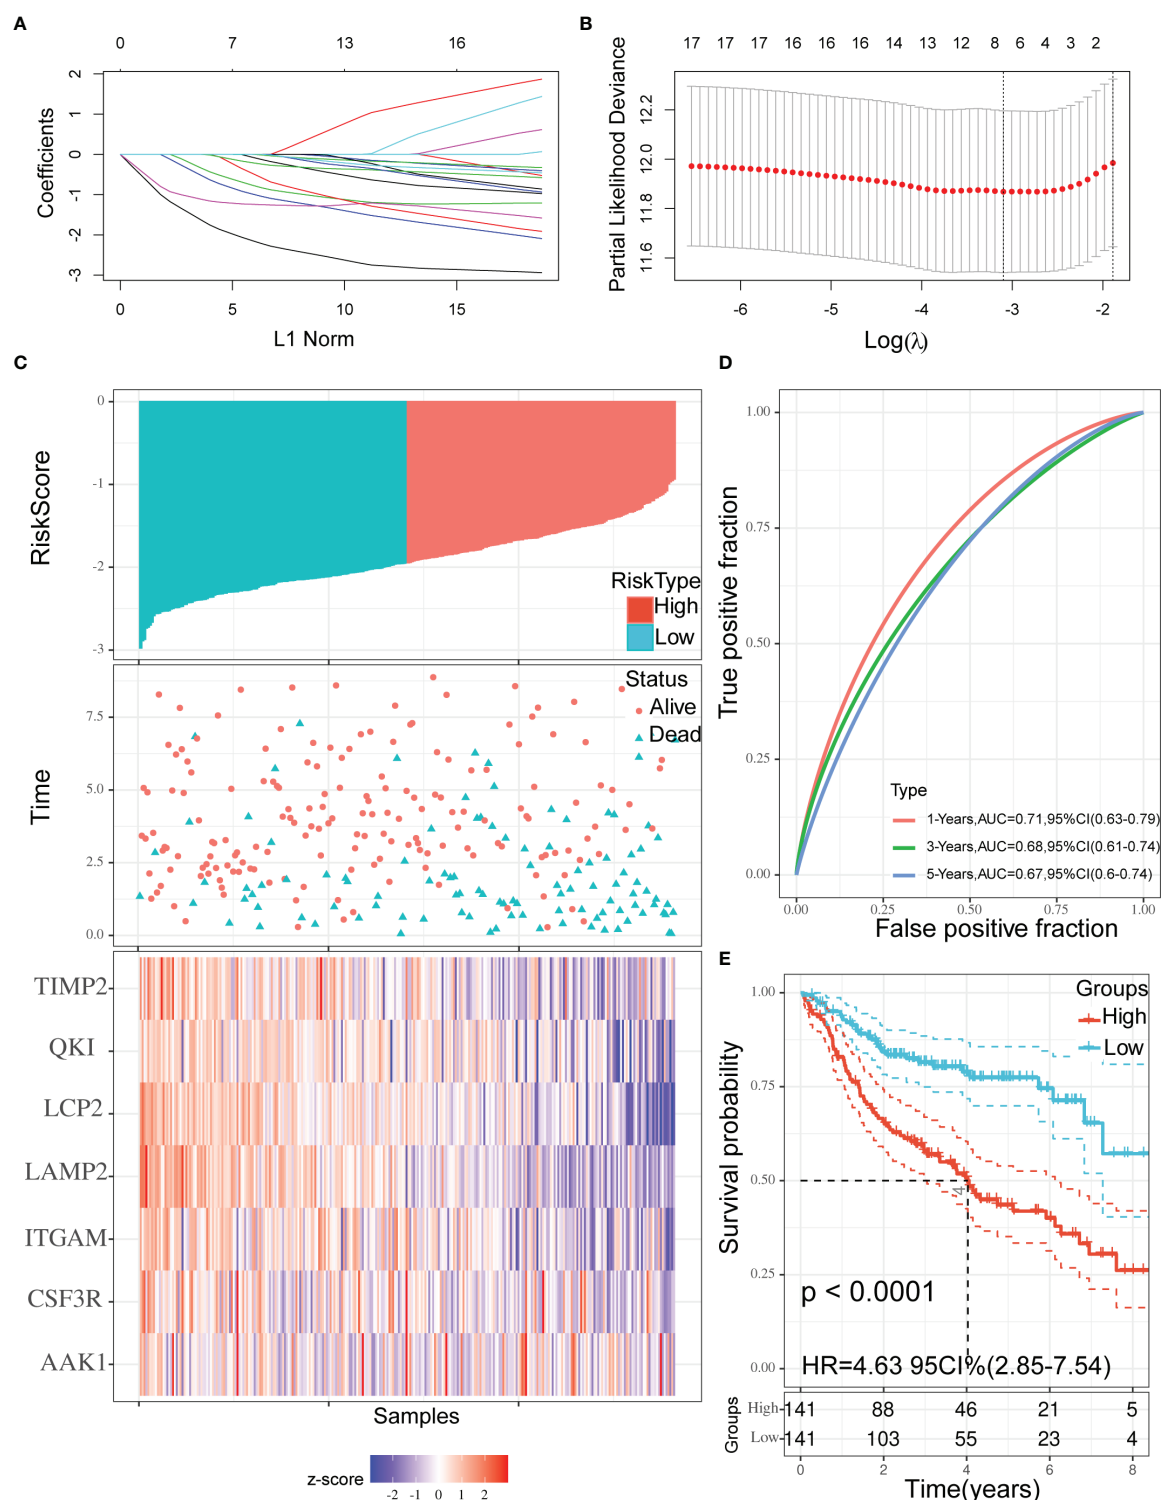 A
0 7 13 16
Coefficients
2
1
0
-1
-2
-3
0 5 10 15
L1 Norm
B
17 17 17 16 16 16 14 13 12 8 6 4 3 2
Partial Likelihood Deviance
12.2
12.0
11.8
11.6
-6 -5 -4 -3 -2
Log(λ)
C
RiskScore
0
-1
-2
-3
RiskType
High
Low
Time
7.5
5.0
2.5
0.0
Status
Alive
Dead
TIMP2
QKI
LCP2
LAMP2
ITGAM
CSF3R
AAK1
Samples
z-score
-2 -1 0 1 2
D
True positive fraction
1.00
0.75
0.50
0.25
0.00
Type
1-Years,AUC=0.71,95%CI(0.63-0.79)
3-Years,AUC=0.68,95%CI(0.61-0.74)
5-Years,AUC=0.67,95%CI(0.6-0.74)
0.00 0.25 0.50 0.75 1.00
False positive fraction
E
Survival probability
1.00
0.75
0.50
0.25
0.00
Groups
High
Low
4
p < 0.0001
HR=4.63 95CI%(2.85-7.54)
Groups
High 141 88 46 21 5
Low 141 103 55 23 4
0 2 4 6 8
Time(years)